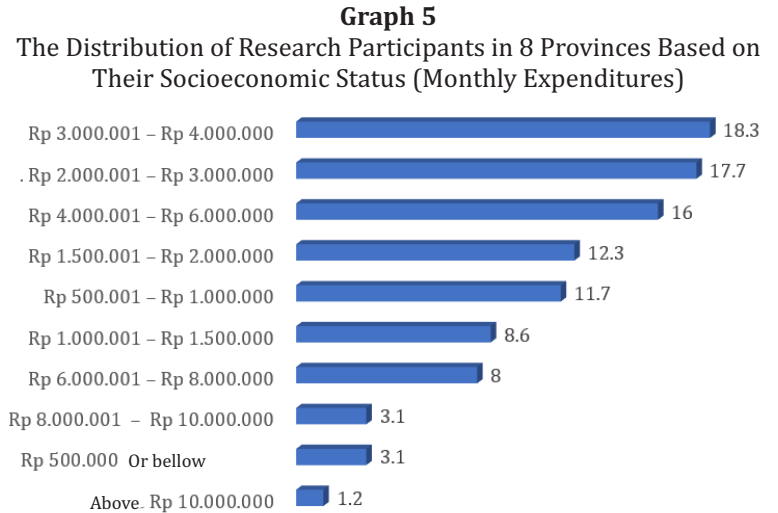 Graph 5
The Distribution of Research Participants in 8 Provinces Based on
Their Socioeconomic Status (Monthly Expenditures)
Rp 3.000.001 – Rp 4.000.000 18.3
. Rp 2.000.001 – Rp 3.000.000 17.7
Rp 4.000.001 – Rp 6.000.000 16
Rp 1.500.001 – Rp 2.000.000 12.3
Rp 500.001 – Rp 1.000.000 11.7
Rp 1.000.001 – Rp 1.500.000 8.6
Rp 6.000.001 – Rp 8.000.000 8
Rp 8.000.001 – Rp 10.000.000 3.1
Rp 500.000 Or bellow 3.1
Above Rp 10.000.000 1.2